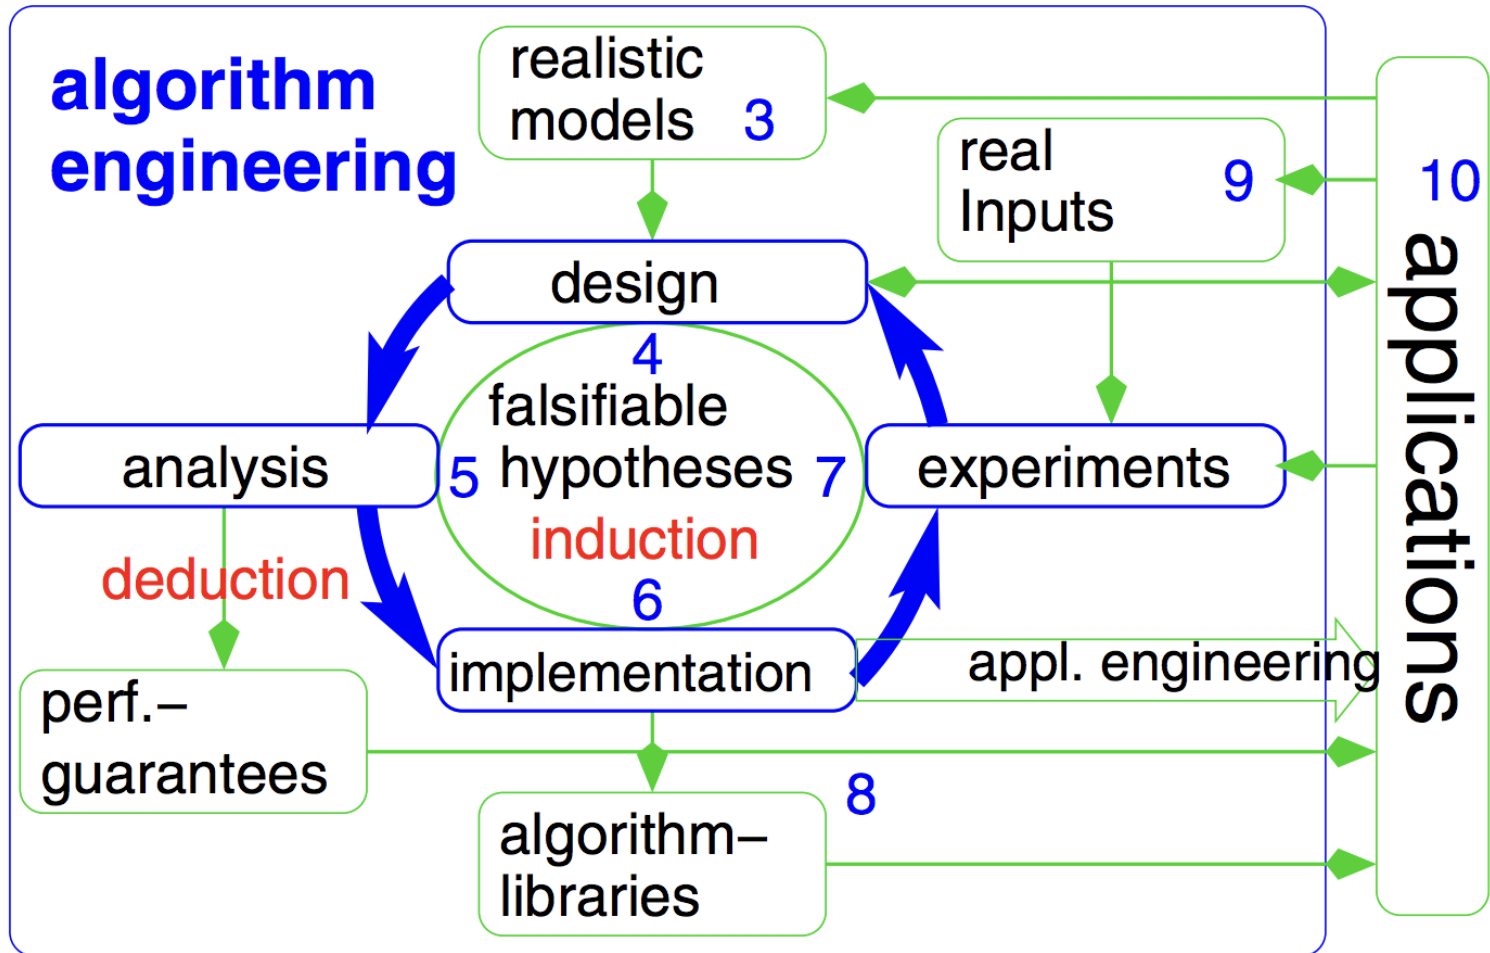 algorithm
engineering
realistic
models 3
real
Inputs 9
10
applications
design
4
falsifiable
hypotheses
induction
5
7
6
analysis
experiments
deduction
implementation
appl. engineering
perf.–
guarantees
8
algorithm–
libraries